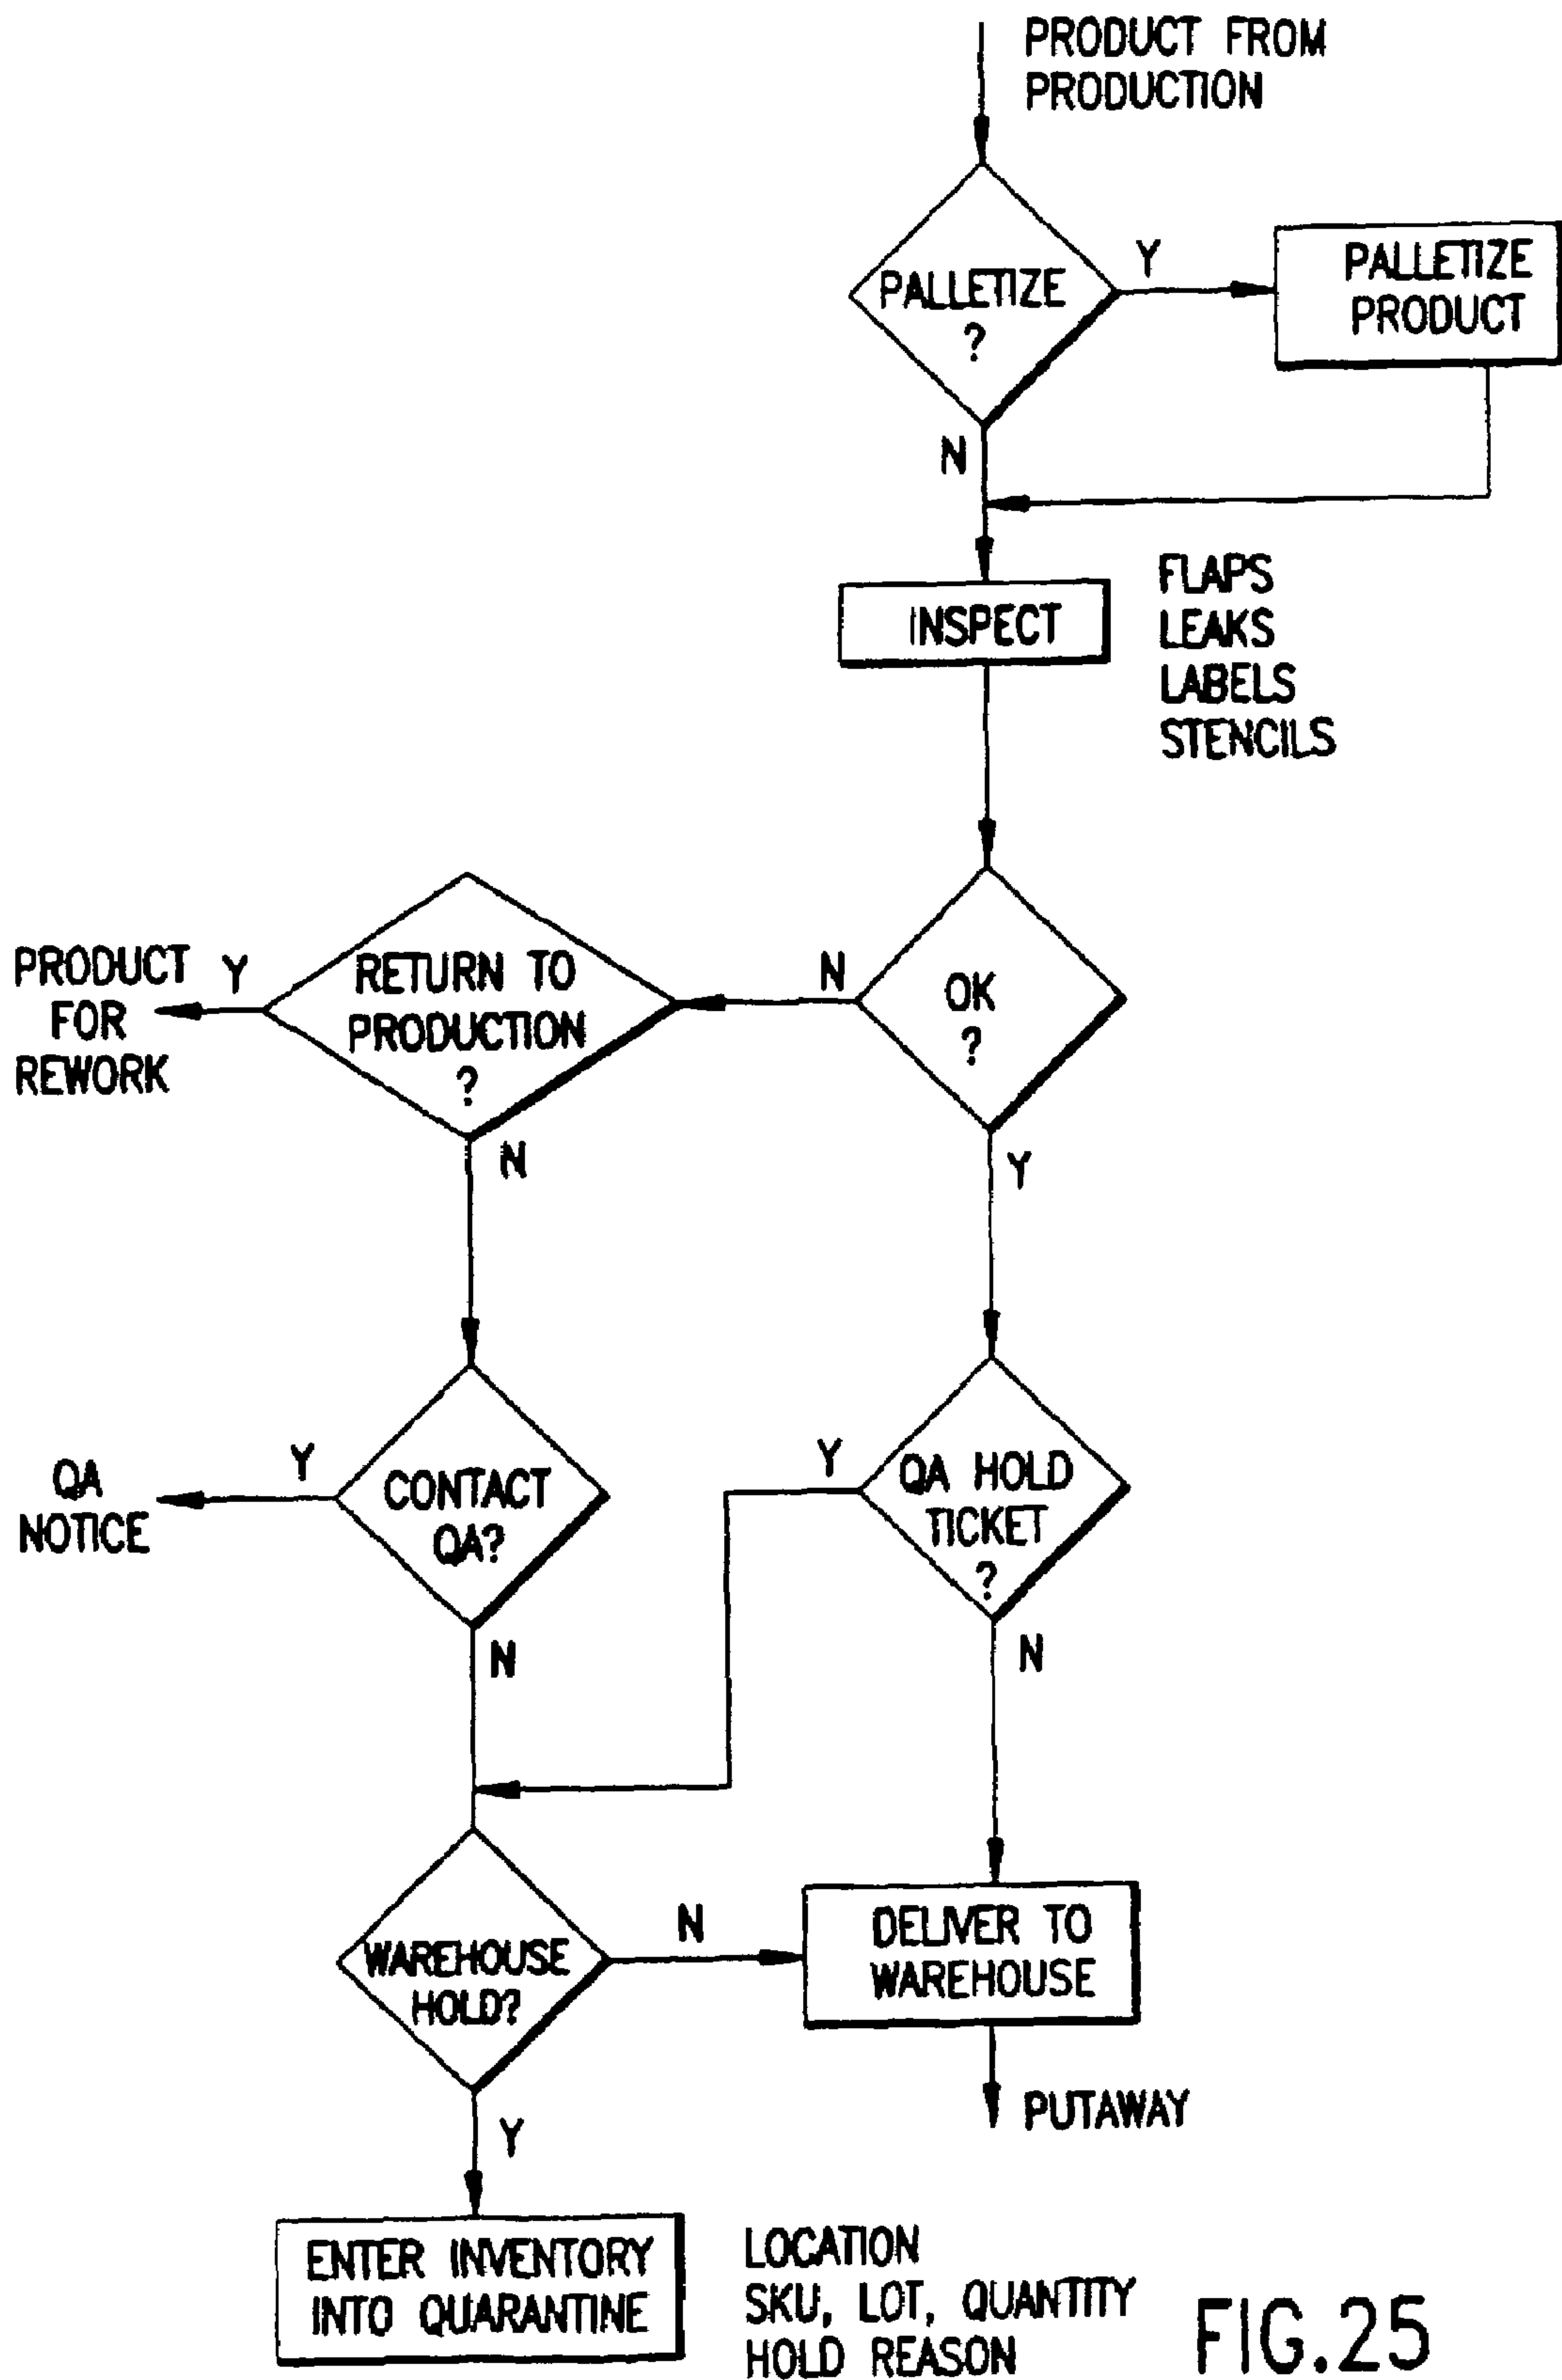 PRODUCT FROM
PRODUCTION
PALLETIZE
?
Y
PALLETIZE
PRODUCT
N
INSPECT
FLAPS
LEAKS
LABELS
STENCILS
OK
?
N
RETURN TO
PRODUCTION
?
Y
PRODUCT
FOR
REWORK
N
Y
CONTACT
QA?
Y
QA
NOTICE
N
QA HOLD
TICKET
?
Y
N
WAREHOUSE
HOLD?
N
DELIVER TO
WAREHOUSE
PUTAWAY
Y
ENTER INVENTORY
INTO QUARANTINE
LOCATION
SKU, LOT, QUANTITY
HOLD REASON
FIG.25